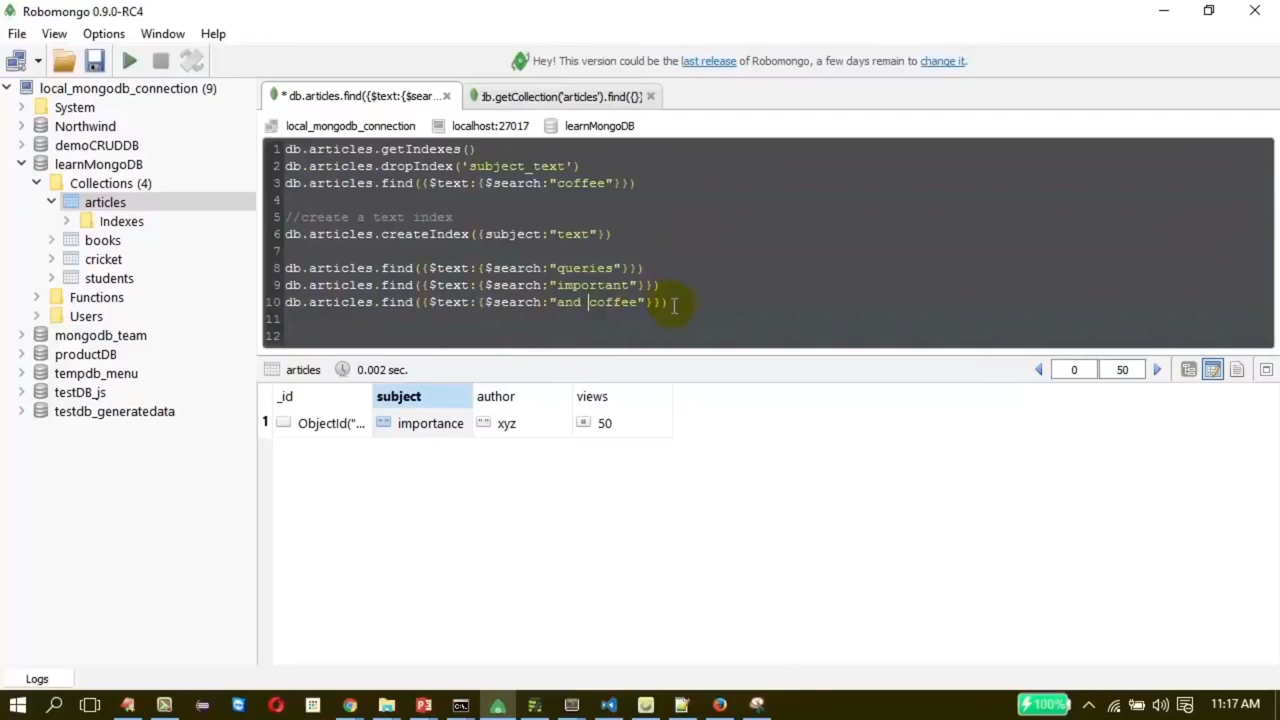 Robomongo 0.9.0-RC4
File View Options Window Help
Hey! This version could be the last release of Robomongo, a few days remain to change it.
local_mongodb_connection (9)
System
Northwind
demoCRUDDB
learnMongoDB
Collections (4)
articles
Indexes
books
cricket
students
Functions
Users
mongodb_team
productDB
tempdb_menu
testDB_js
testdb_generatedata
* db.articles.find({$text:{$sear...
db.getCollection('articles').find({})
local_mongodb_connection localhost:27017 learnMongoDB
1 db.articles.getIndexes()
2 db.articles.dropIndex('subject_text')
3 db.articles.find({$text:{$search:"coffee"}})
4
5 //create a text index
6 db.articles.createIndex({subject:"text"})
7
8 db.articles.find({$text:{$search:"queries"}})
9 db.articles.find({$text:{$search:"important"}})
10 db.articles.find({$text:{$search:"and coffee"}})
11
12
articles 0.002 sec. 0 50
_id subject author views
1 ObjectId("... importance xyz 50
Logs
100% 11:17 AM